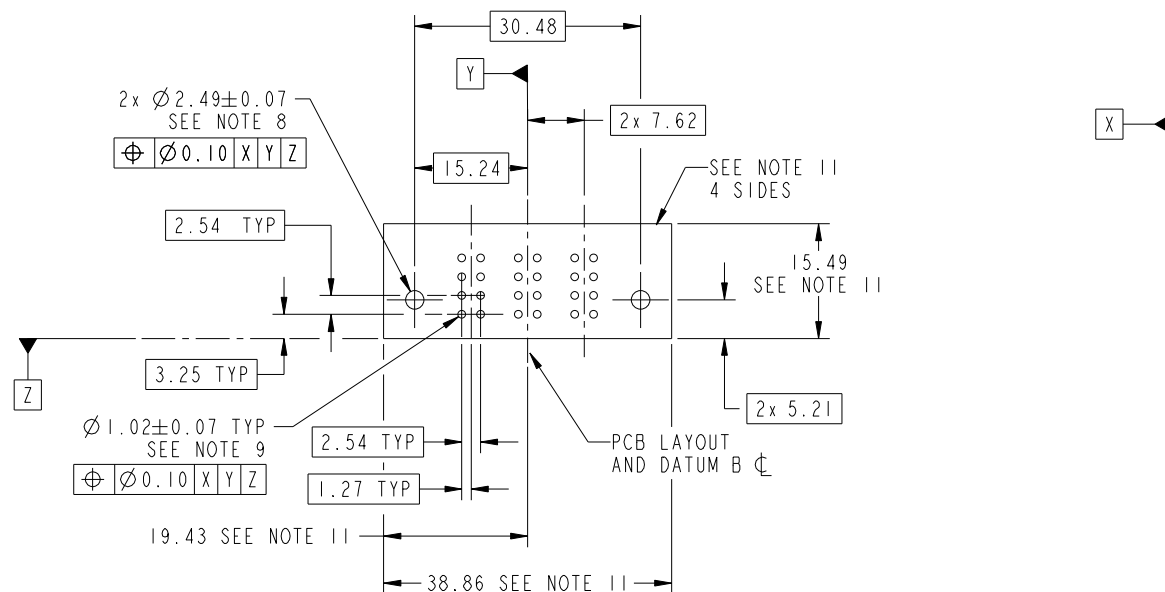 30.48
Y
X
2x Ø2.49±0.07
SEE NOTE 8
⌖ Ø0.10 X Y Z
2x 7.62
15.24
SEE NOTE 11
4 SIDES
2.54 TYP
15.49
SEE NOTE 11
3.25 TYP
Z
2x 5.21
Ø1.02±0.07 TYP
SEE NOTE 9
⌖ Ø0.10 X Y Z
2.54 TYP
PCB LAYOUT
AND DATUM B ℄
1.27 TYP
19.43 SEE NOTE 11
38.86 SEE NOTE 11